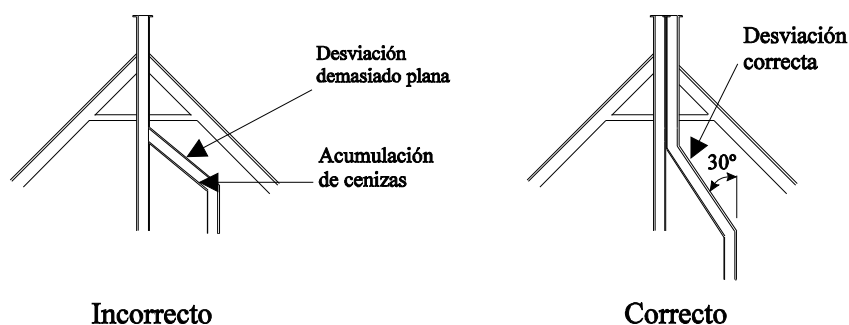 Desviación
demasiado plana
Acumulación
de cenizas
Incorrecto
Desviación
correcta
30º
Correcto